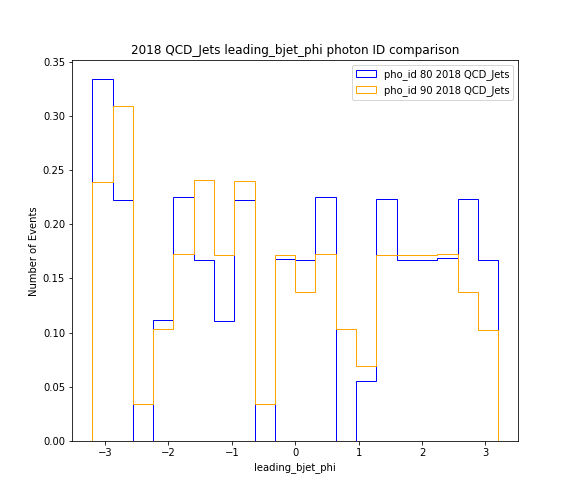 2018 QCD_Jets leading_bjet_phi photon ID comparison
pho_id 80 2018 QCD_Jets
pho_id 90 2018 QCD_Jets
Number of Events
0.35
0.30
0.25
0.20
0.15
0.10
0.05
0.00
−3 −2 −1 0 1 2 3
leading_bjet_phi